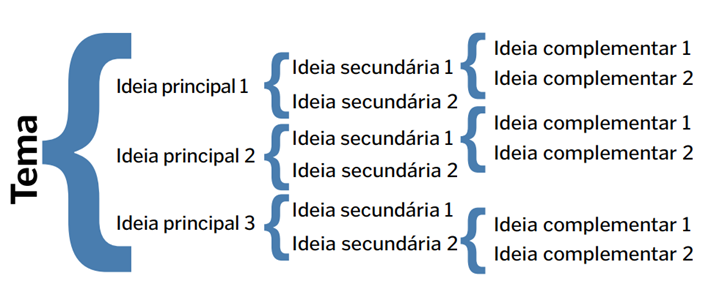 Tema
Ideia principal 1
Ideia secundária 1
Ideia complementar 1
Ideia complementar 2
Ideia secundária 2
Ideia principal 2
Ideia secundária 1
Ideia complementar 1
Ideia complementar 2
Ideia secundária 2
Ideia principal 3
Ideia secundária 1
Ideia secundária 2
Ideia complementar 1
Ideia complementar 2